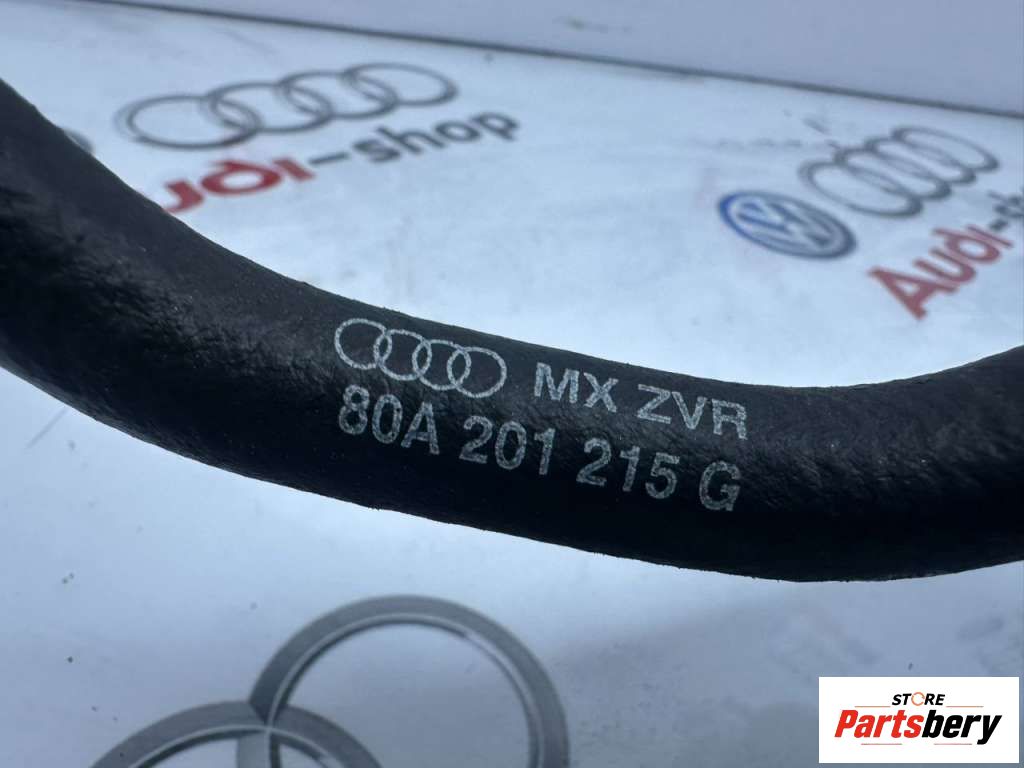 Audi-shop
Audi-
MX ZVR
80A 201 215 G
STORE
Partsbery